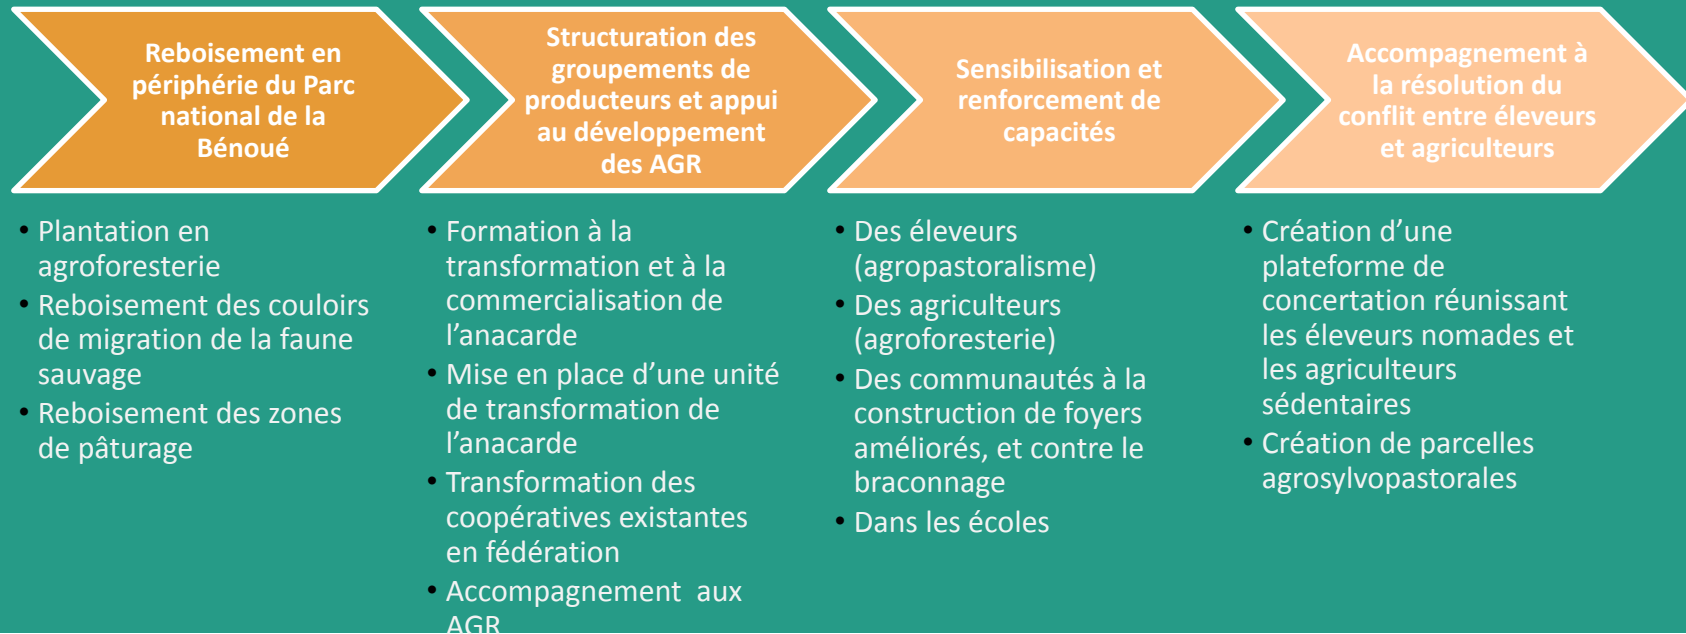 Reboisement en
périphérie du Parc
national de la
Bénoué
• Plantation en
agroforesterie
• Reboisement des couloirs
de migration de la faune
sauvage
• Reboisement des zones
de pâturage
Structuration des
groupements de
producteurs et appui
au développement
des AGR
• Formation à la
transformation et à la
commercialisation de
l’anacarde
• Mise en place d’une unité
de transformation de
l’anacarde
• Transformation des
coopératives existantes
en fédération
• Accompagnement aux
AGR
Sensibilisation et
renforcement de
capacités
• Des éleveurs
(agropastoralisme)
• Des agriculteurs
(agroforesterie)
• Des communautés à la
construction de foyers
améliorés, et contre le
braconnage
• Dans les écoles
Accompagnement à
la résolution du
conflit entre éleveurs
et agriculteurs
• Création d’une
plateforme de
concertation réunissant
les éleveurs nomades et
les agriculteurs
sédentaires
• Création de parcelles
agrosylvopastorales